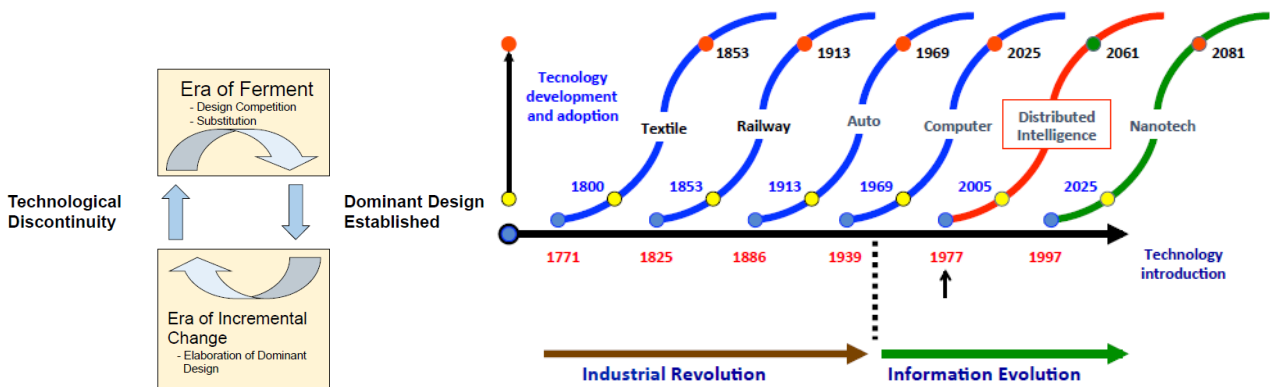 Era of Ferment
- Design Competition
- Substitution
Technological
Discontinuity
Dominant Design
Established
Era of Incremental
Change
- Elaboration of Dominant
Design
Tecnology
development
and adoption
1853
1913
1969
2025
2061
2081
Textile
Railway
Auto
Computer
Distributed
Intelligence
Nanotech
1800
1853
1913
1969
2005
2025
1771
1825
1886
1939
1977
1997
Technology
introduction
Industrial Revolution
Information Evolution